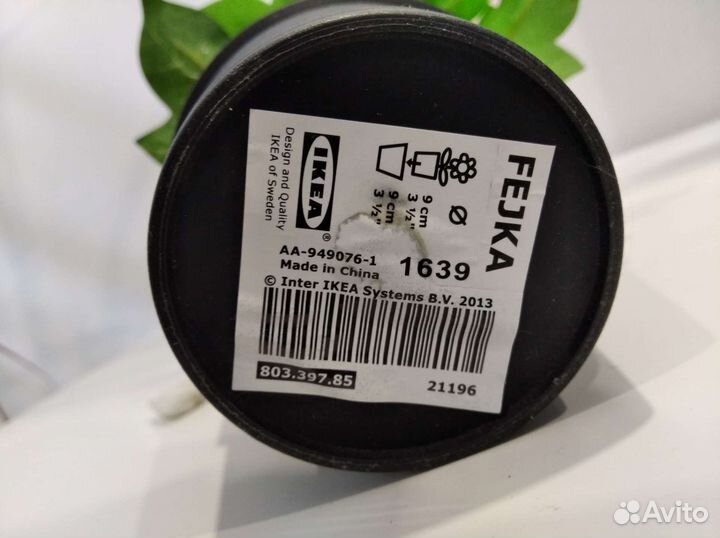 FEJKA
Ø
9 cm
3 ½"
9 cm
3 ½"
IKEA®
Design and Quality
IKEA of Sweden
AA-949076-1
Made in China
1639
© Inter IKEA Systems B.V. 2013
803.397.85
21196
Avito